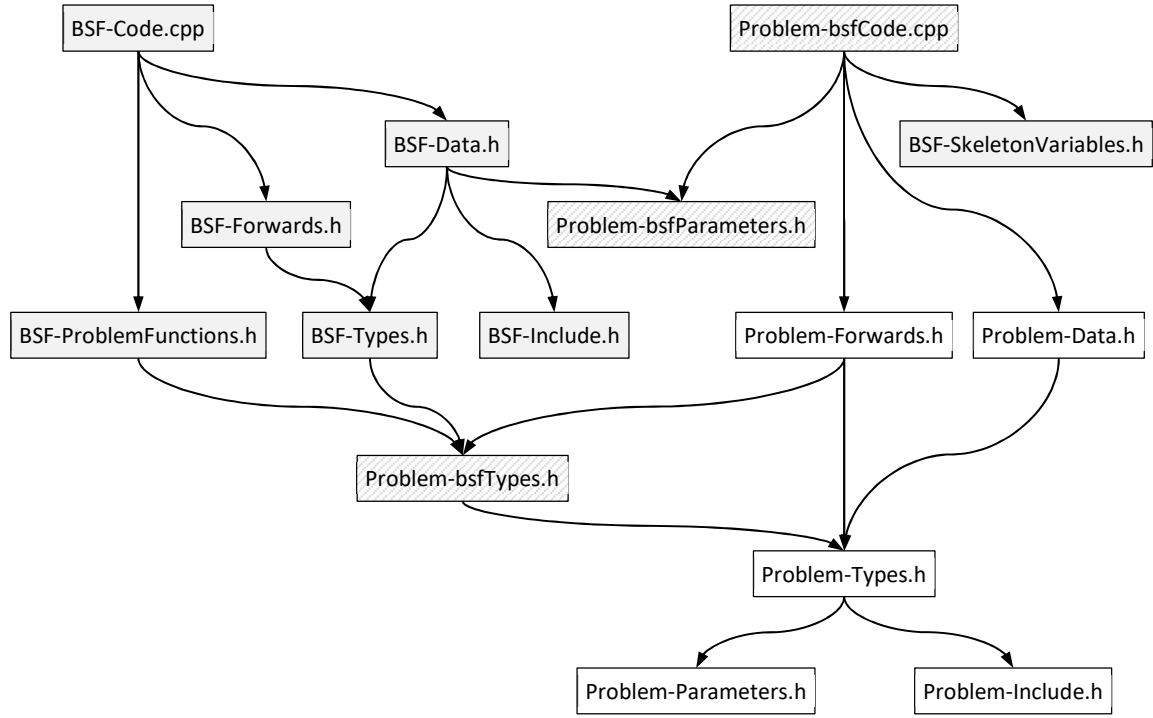 BSF-Code.cpp
Problem-bsfCode.cpp
BSF-Data.h
BSF-SkeletonVariables.h
BSF-Forwards.h
Problem-bsfParameters.h
BSF-ProblemFunctions.h
BSF-Types.h
BSF-Include.h
Problem-Forwards.h
Problem-Data.h
Problem-bsfTypes.h
Problem-Types.h
Problem-Parameters.h
Problem-Include.h